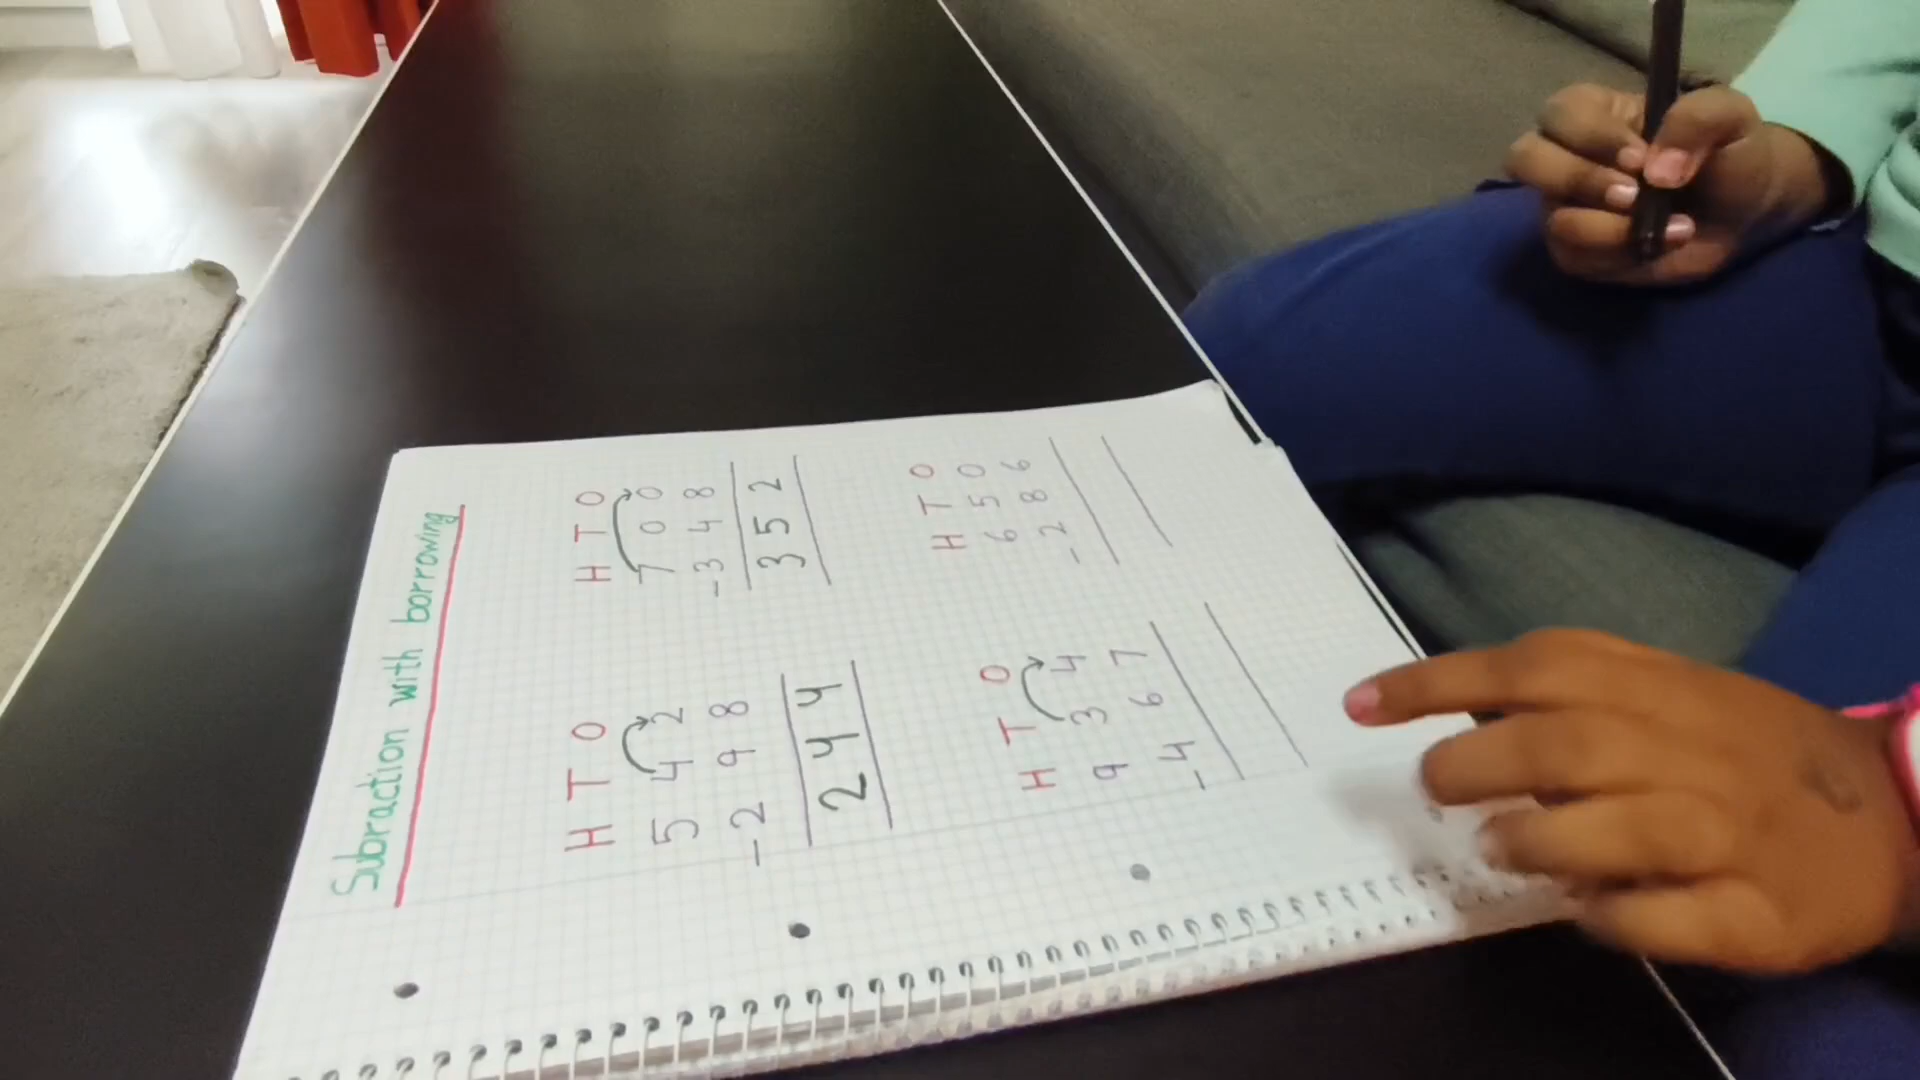 Subraction with borrowing
H T O
5 4 2
-2 9 8
2 4 4
H T O
7 0 0
-3 4 8
3 5 2
H T O
9 3 4
-4 6 7
H T O
6 5 0
-2 8 6